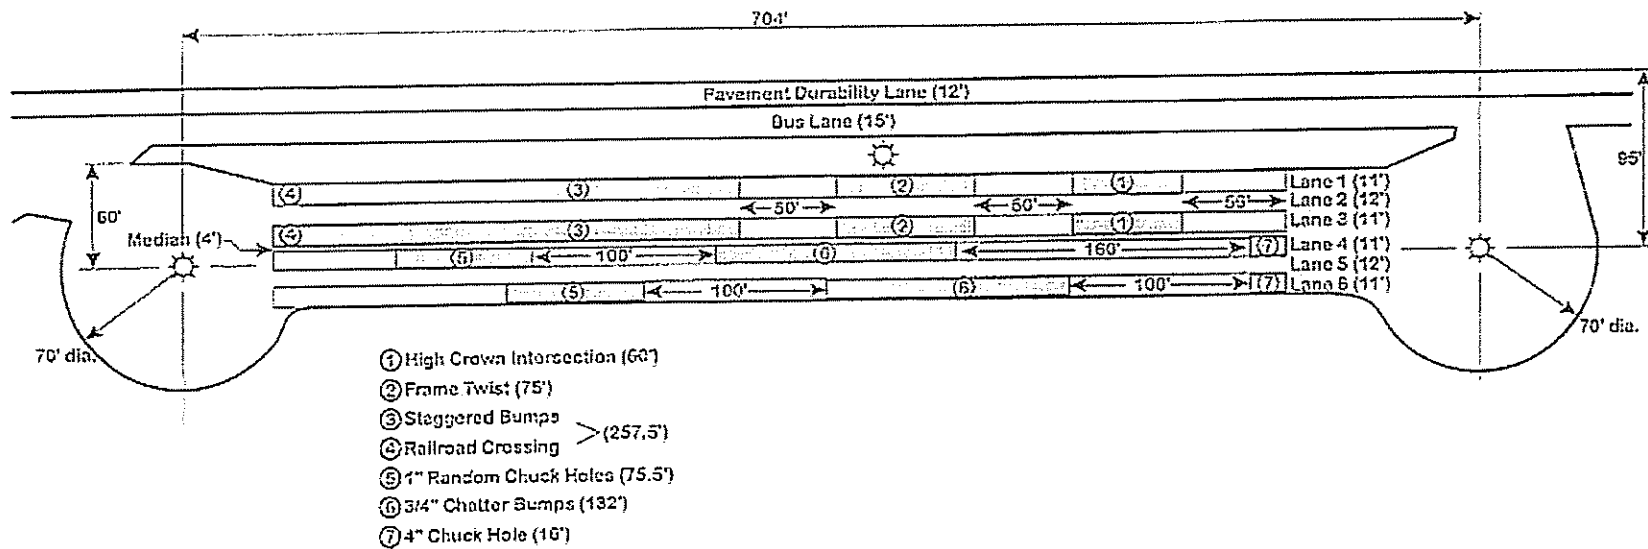 704'
Pavement Durability Lane (12')
Bus Lane (15')
95'
60'
④ ③ ② ① Lane 1 (11')
50' 50' 56' Lane 2 (12')
④ ③ ② ① Lane 3 (11')
Median (4')
⑤ 100' ⑥ 160' ⑦ Lane 4 (11')
Lane 5 (12')
⑤ 100' ⑥ 100' ⑦ Lane 6 (11')
70' dia.
70' dia.
① High Crown Intersection (60')
② Frame Twist (75')
③ Staggered Bumps
④ Railroad Crossing
(257.5')
⑤ 1" Random Chuck Holes (75.5')
⑥ 3/4" Chatter Bumps (132')
⑦ 4" Chuck Hole (16')